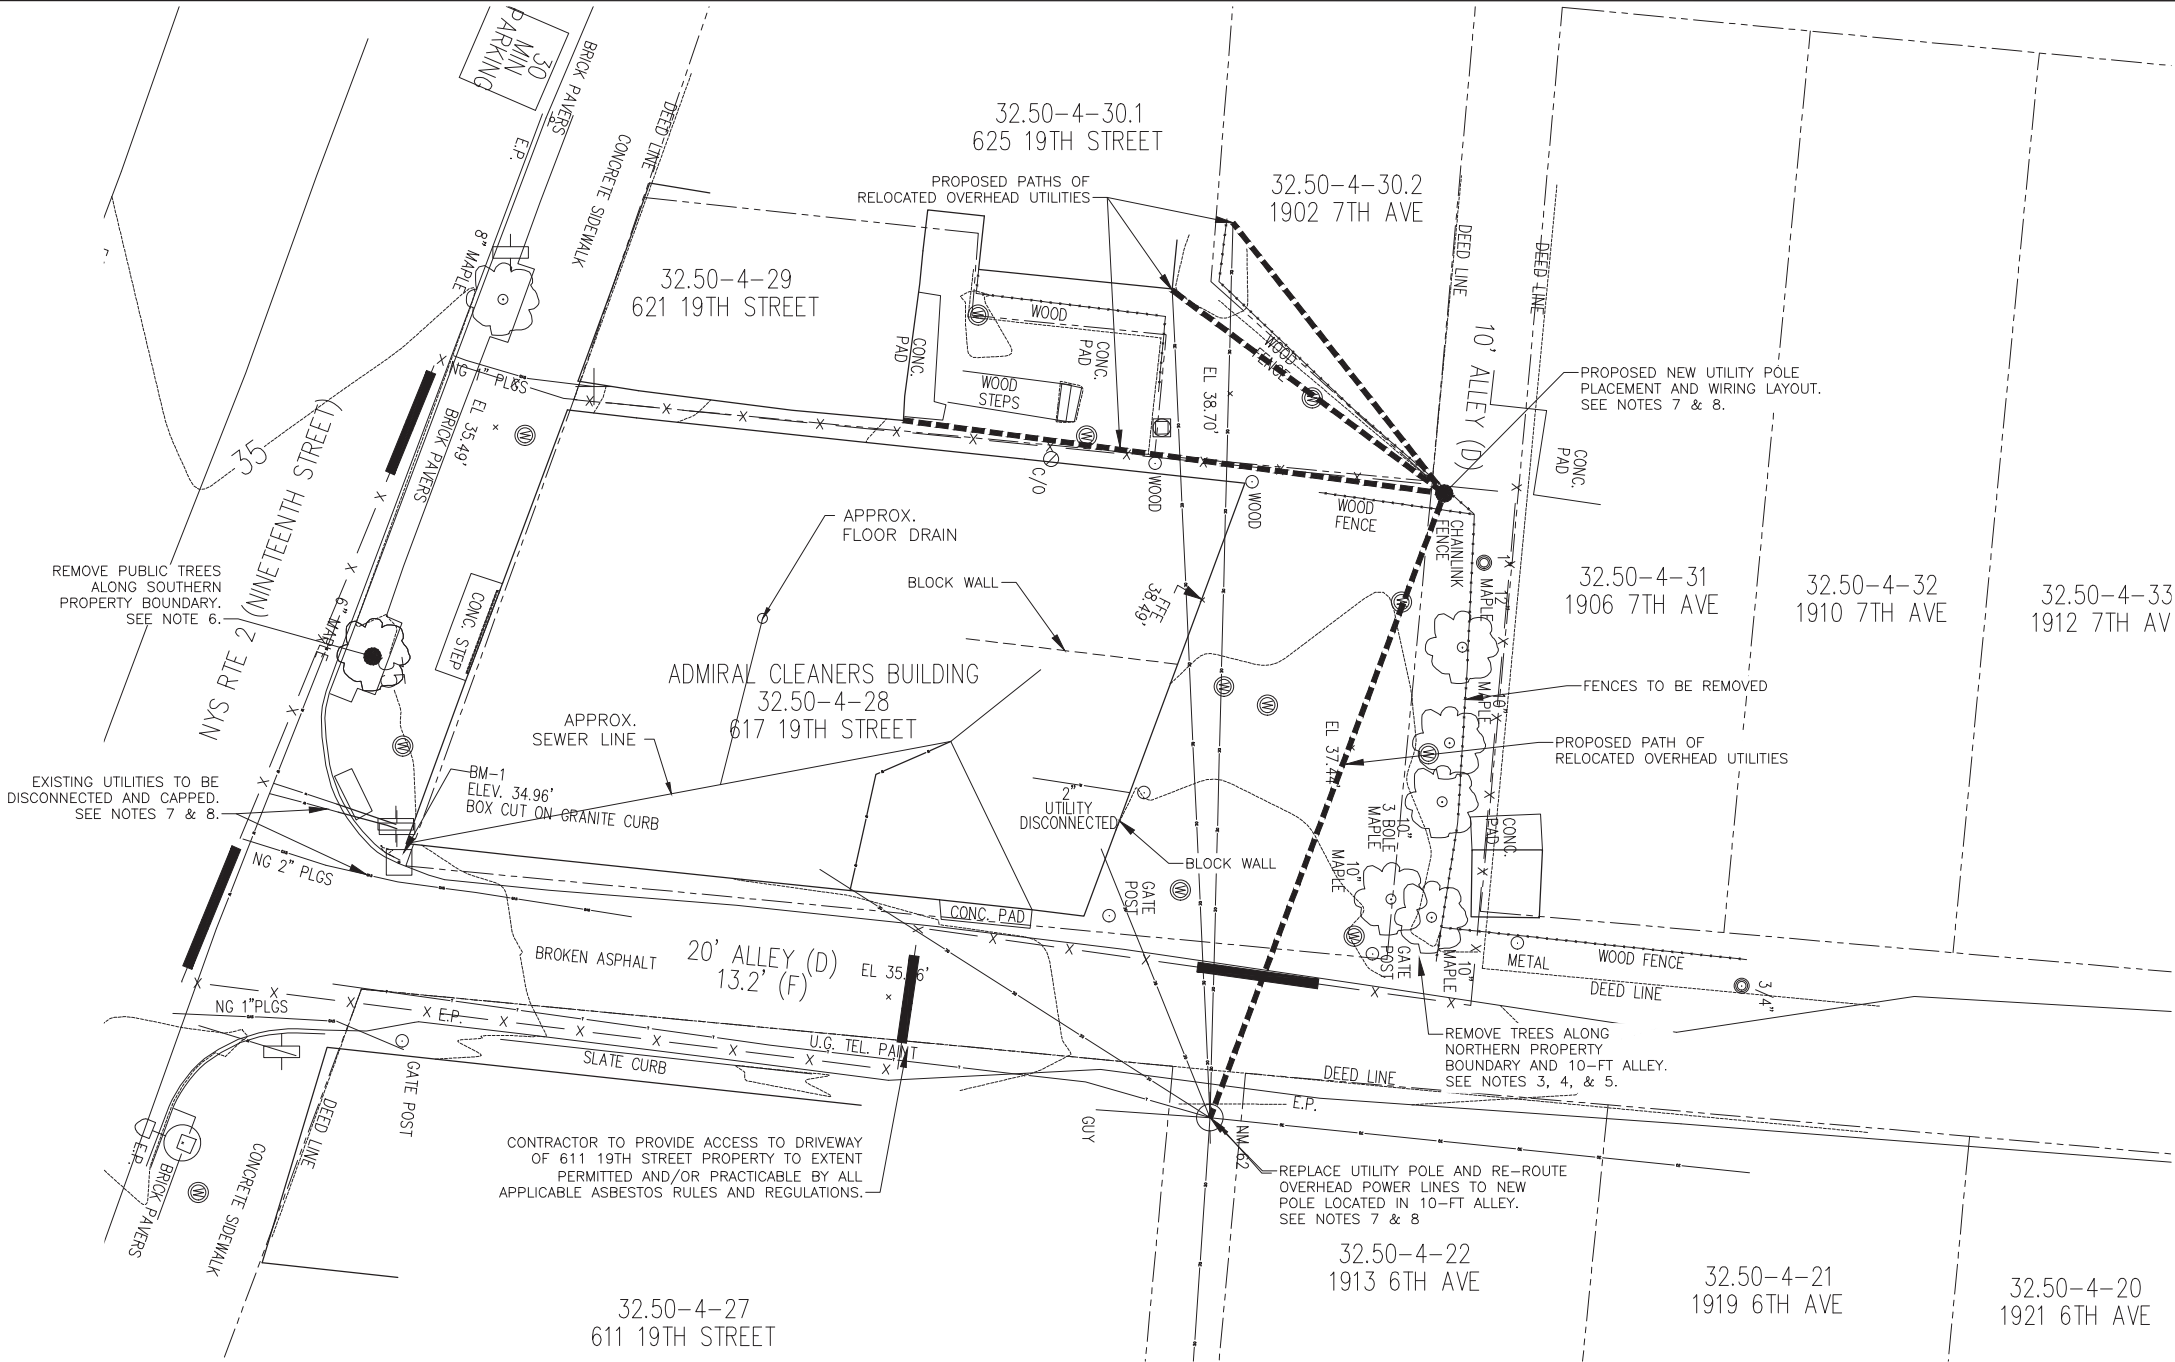 30
MIN
PARKING
BRICK PAVERS
E.P.
DEED LINE
CONCRETE SIDEWALK
8" MAPLE
32.50-4-30.1
625 19TH STREET
PROPOSED PATHS OF
RELOCATED OVERHEAD UTILITIES
32.50-4-30.2
1902 7TH AVE
DEED LINE
DEED LINE
10' ALLEY (D)
32.50-4-29
621 19TH STREET
WOOD
CONC.
PAD
CONC.
PAD
WOOD
STEPS
EL 38.70'
WOOD
FENCE
PROPOSED NEW UTILITY POLE
PLACEMENT AND WIRING LAYOUT.
SEE NOTES 7 & 8.
CONC.
PAD
NG 1" PLGS
EL 35.49'
BRICK PAVERS
35
NYS RTE 2 (NINETEENTH STREET)
C/O
WOOD
WOOD
WOOD
FENCE
CHAINLINK
FENCE
APPROX.
FLOOR DRAIN
BLOCK WALL
FFE
38.49'
REMOVE PUBLIC TREES
ALONG SOUTHERN
PROPERTY BOUNDARY.
SEE NOTE 6.
6" MAPLE
CONC. STEP
1"
12"
MAPLE
10"
MAPLE
32.50-4-31
1906 7TH AVE
32.50-4-32
1910 7TH AVE
32.50-4-33
1912 7TH AV
ADMIRAL CLEANERS BUILDING
32.50-4-28
617 19TH STREET
APPROX.
SEWER LINE
FENCES TO BE REMOVED
EL 37.44'
PROPOSED PATH OF
RELOCATED OVERHEAD UTILITIES
EXISTING UTILITIES TO BE
DISCONNECTED AND CAPPED.
SEE NOTES 7 & 8.
BM-1
ELEV. 34.96'
BOX CUT ON GRANITE CURB
2"
UTILITY
DISCONNECTED
10"
3 BOLE
MAPLE
10"
MAPLE
CONC.
PAD
BLOCK WALL
NG 2" PLGS
GATE
POST
CONC. PAD
BROKEN ASPHALT
20' ALLEY (D)
13.2' (F)
GATE
POST
10"
MAPLE
METAL
WOOD FENCE
DEED LINE
3/4"
NG 1"PLGS
E.P.
U.G. TEL. PAINT
SLATE CURB
REMOVE TREES ALONG
NORTHERN PROPERTY
BOUNDARY AND 10-FT ALLEY.
SEE NOTES 3, 4, & 5.
DEED LINE
E.P.
GUY
GATE POST
DEED LINE
CONCRETE SIDEWALK
E.P.
BRICK PAVERS
CONTRACTOR TO PROVIDE ACCESS TO DRIVEWAY
OF 611 19TH STREET PROPERTY TO EXTENT
PERMITTED AND/OR PRACTICABLE BY ALL
APPLICABLE ASBESTOS RULES AND REGULATIONS.
REPLACE UTILITY POLE AND RE-ROUTE
OVERHEAD POWER LINES TO NEW
POLE LOCATED IN 10-FT ALLEY.
SEE NOTES 7 & 8
32.50-4-22
1913 6TH AVE
32.50-4-21
1919 6TH AVE
32.50-4-20
1921 6TH AVE
32.50-4-27
611 19TH STREET